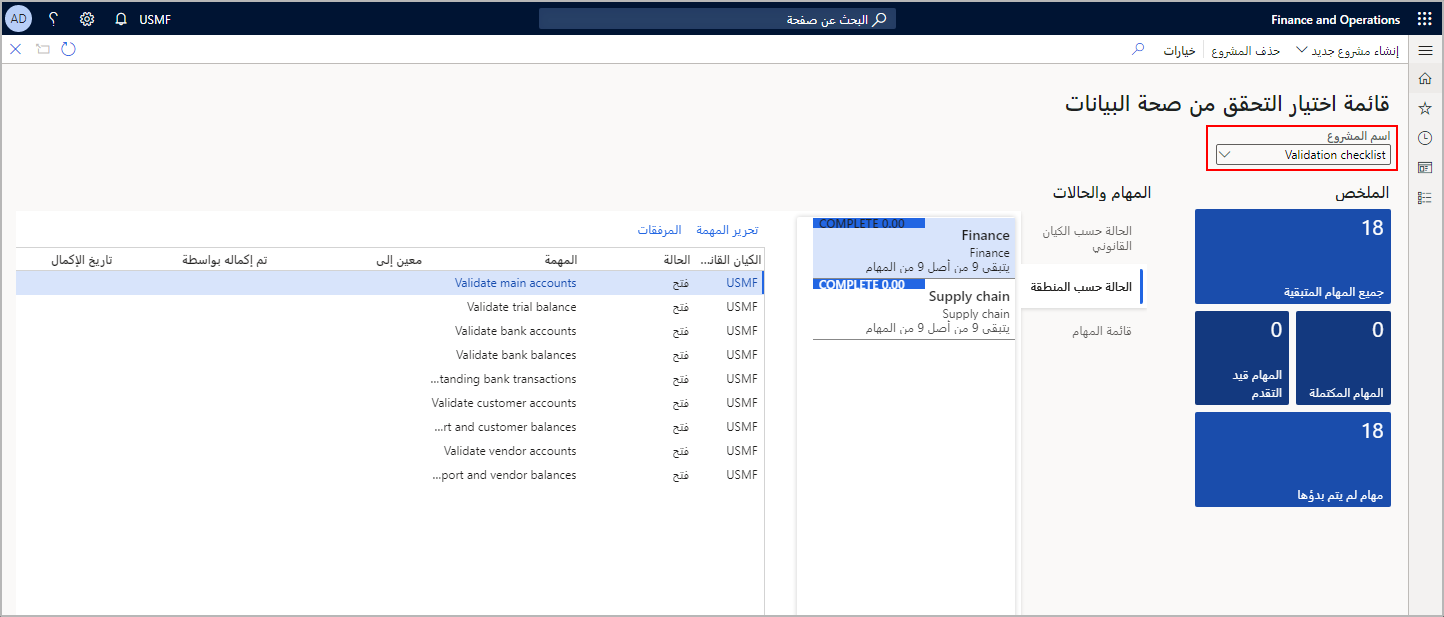 Finance and Operations
البحث عن صفحة
USMF
AD
إنشاء مشروع جديد
حذف المشروع
خيارات
قائمة اختيار التحقق من صحة البيانات
اسم المشروع
Validation checklist
الملخص
18
جميع المهام المتبقية
0
المهام المكتملة
0
المهام قيد
التقدم
18
مهام لم يتم بدؤها
المهام والحالات
الحالة حسب الكيان
القانوني
الحالة حسب المنطقة
قائمة المهام
COMPLETE 0.00
Finance
Finance
يتبقى 9 من أصل 9 من المهام
COMPLETE 0.00
Supply chain
Supply chain
يتبقى 9 من أصل 9 من المهام
تحرير المهمة المرفقات
الكيان القانـ... الحالة المهمة معين إلى تم إكماله بواسطة تاريخ الإكمال
USMF فتح Validate main accounts
USMF فتح Validate trial balance
USMF فتح Validate bank accounts
USMF فتح Validate bank balances
USMF فتح ...tanding bank transactions
USMF فتح Validate customer accounts
USMF فتح ...rt and customer balances
USMF فتح Validate vendor accounts
USMF فتح ...port and vendor balances